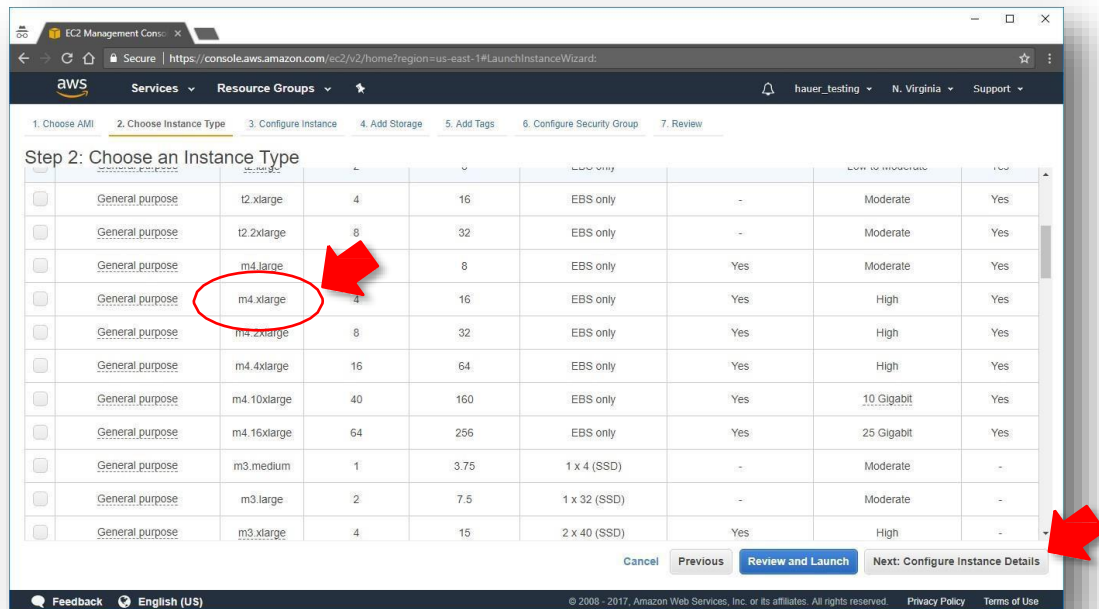 EC2 Management Conso
Secure | https://console.aws.amazon.com/ec2/v2/home?region=us-east-1#LaunchInstanceWizard:
aws Services Resource Groups hauer_testing N. Virginia Support
1. Choose AMI 2. Choose Instance Type 3. Configure Instance 4. Add Storage 5. Add Tags 6. Configure Security Group 7. Review
Step 2: Choose an Instance Type
General purpose t2.xlarge 4 16 EBS only - Moderate Yes
General purpose t2.2xlarge 8 32 EBS only - Moderate Yes
General purpose m4.large 8 EBS only Yes Moderate Yes
General purpose m4.xlarge 4 16 EBS only Yes High Yes
General purpose m4.2xlarge 8 32 EBS only Yes High Yes
General purpose m4.4xlarge 16 64 EBS only Yes High Yes
General purpose m4.10xlarge 40 160 EBS only Yes 10 Gigabit Yes
General purpose m4.16xlarge 64 256 EBS only Yes 25 Gigabit Yes
General purpose m3.medium 1 3.75 1 x 4 (SSD) - Moderate -
General purpose m3.large 2 7.5 1 x 32 (SSD) - Moderate -
General purpose m3.xlarge 4 15 2 x 40 (SSD) Yes High -
Cancel Previous Review and Launch Next: Configure Instance Details
Feedback English (US) © 2008 - 2017, Amazon Web Services, Inc. or its affiliates. All rights reserved. Privacy Policy Terms of Use